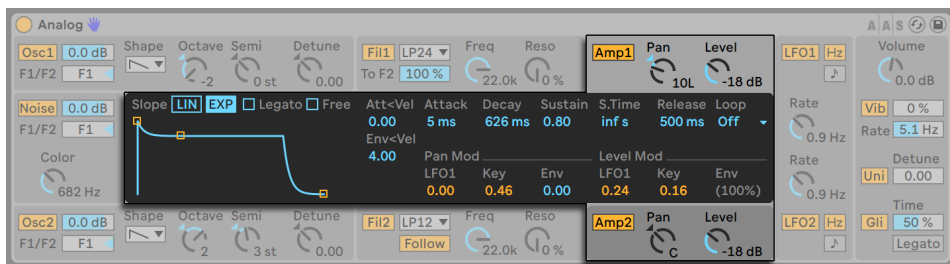 Analog AAS
Osc1 0.0 dB Shape Octave Semi Detune Fil1 LP24 Freq Reso Amp1 Pan Level LFO1 Hz Volume
F1/F2 F1 -2 0 st 0.00 To F2 100 % 22.0k 0 % 10L -18 dB 0.0 dB
Noise 0.0 dB Slope LIN EXP Legato Free Att<Vel Attack Decay Sustain S.Time Release Loop Rate Vib 0 %
F1/F2 F1 0.00 5 ms 626 ms 0.80 inf s 500 ms Off 0.9 Hz Rate 5.1 Hz
Env<Vel
Color 4.00 Pan Mod Level Mod Rate Detune
682 Hz LFO1 Key Env LFO1 Key Env 0.9 Hz Uni 0.00
0.00 0.46 0.00 0.24 0.16 (100%)
Time
Osc2 0.0 dB Shape Octave Semi Detune Fil2 LP12 Freq Reso Amp2 Pan Level LFO2 Hz Gli 50 %
F1/F2 F1 2 3 st 0.00 Follow 22.0k 0 % C -18 dB Legato